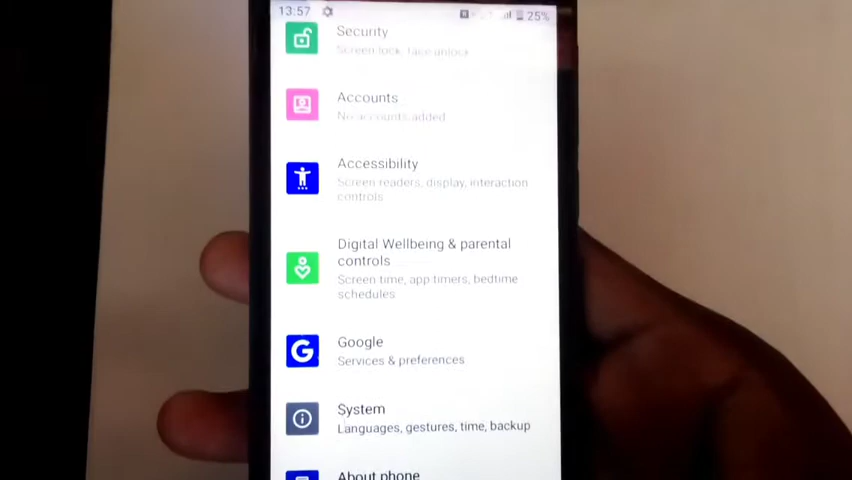 13:57 25%
Security
Screen lock, face unlock
Accounts
No accounts added
Accessibility
Screen readers, display, interaction
controls
Digital Wellbeing & parental
controls
Screen time, app timers, bedtime
schedules
Google
Services & preferences
System
Languages, gestures, time, backup
About phone